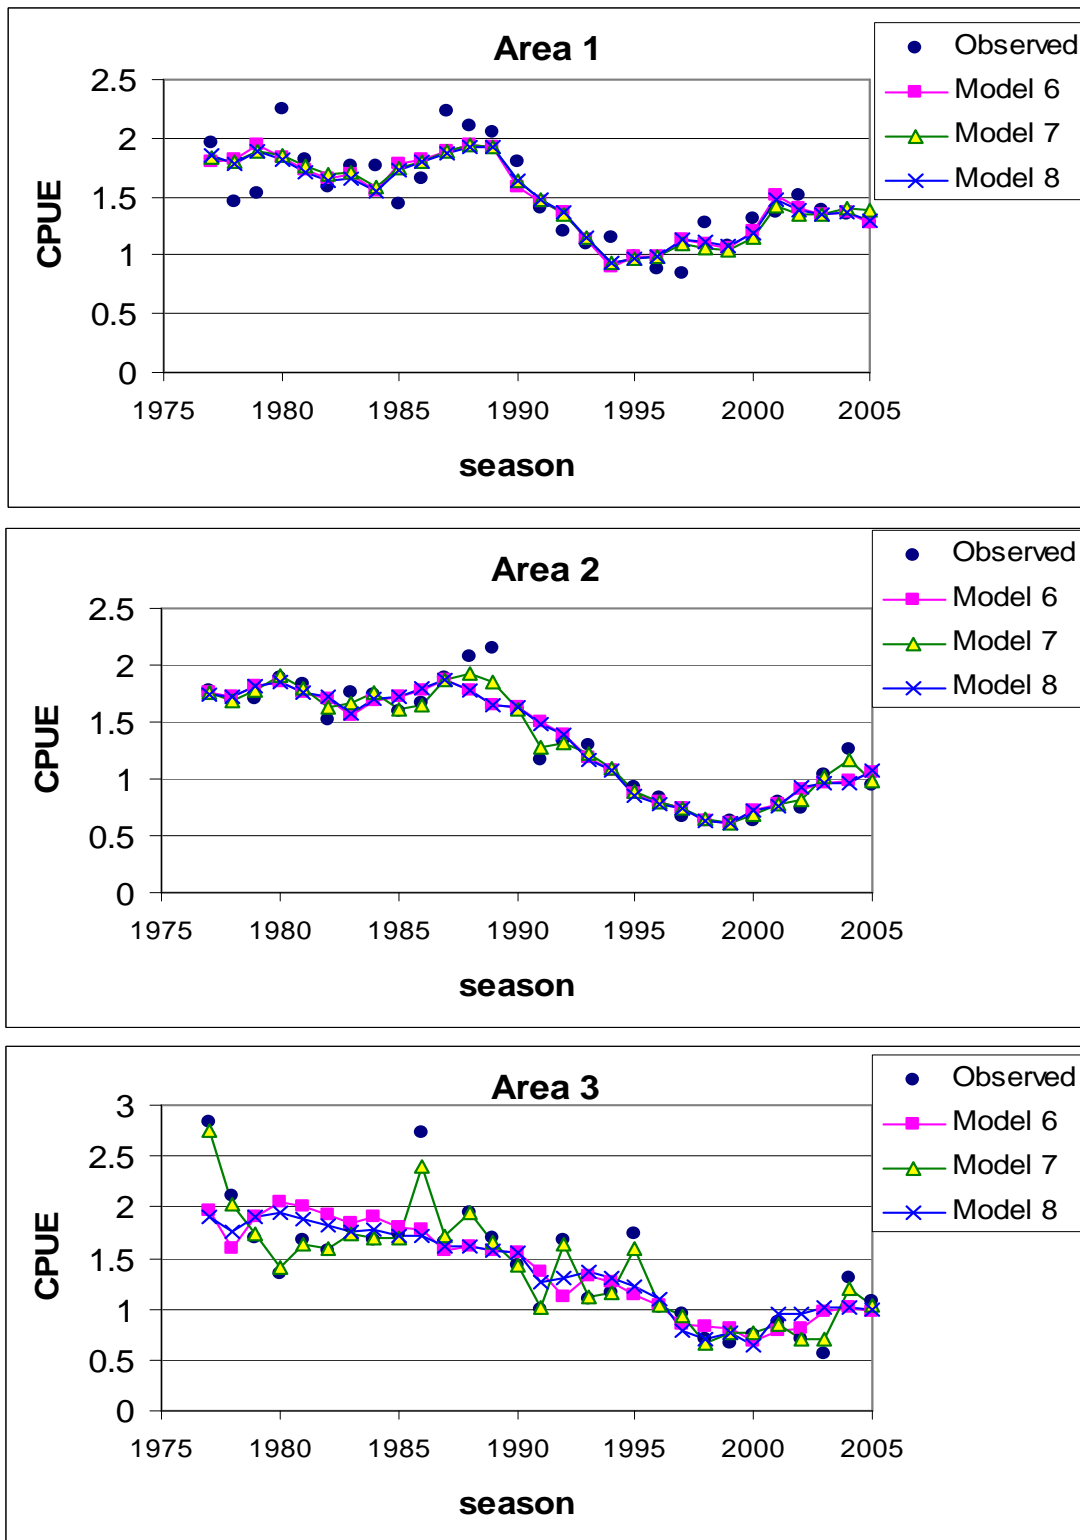 Area 1
Observed
Model 6
Model 7
Model 8
2.5
2
1.5
1
0.5
0
CPUE
1975 1980 1985 1990 1995 2000 2005
season
Area 2
Observed
Model 6
Model 7
Model 8
2.5
2
1.5
1
0.5
0
CPUE
1975 1980 1985 1990 1995 2000 2005
season
Area 3
Observed
Model 6
Model 7
Model 8
3
2.5
2
1.5
1
0.5
0
CPUE
1975 1980 1985 1990 1995 2000 2005
season